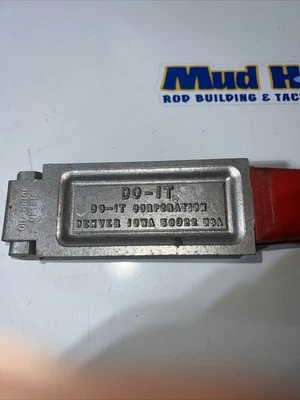 Mud H
ROD BUILDING & TAC
DO-IT
DO-IT CORPORATION
DENVER IOWA 50622 USA